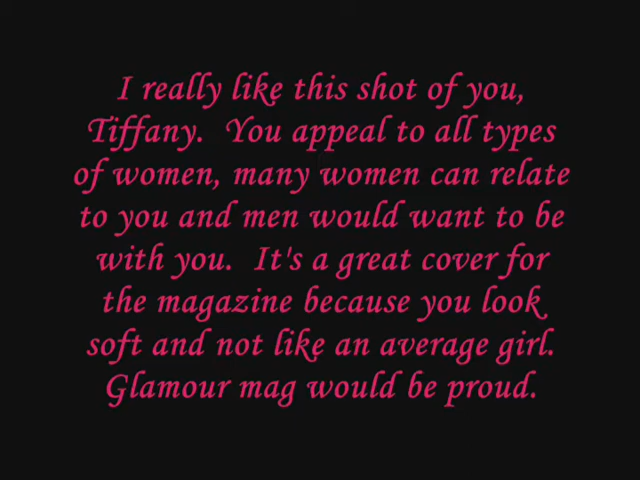 I really like this shot of you,
Tiffany.  You appeal to all types
of women, many women can relate
to you and men would want to be
with you.  It's a great cover for
the magazine because you look
soft and not like an average girl.
Glamour mag would be proud.